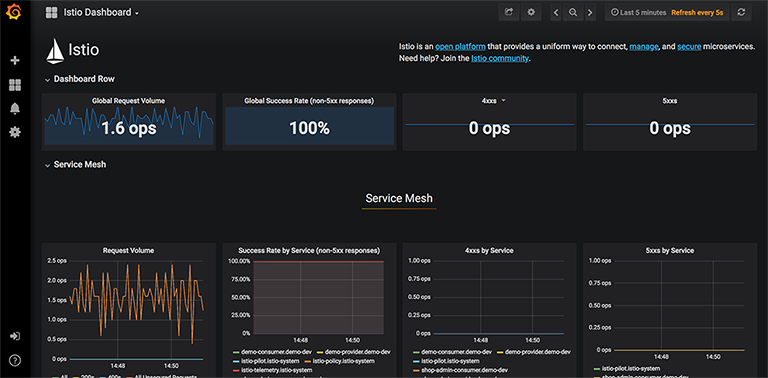 Istio Dashboard
Last 5 minutes Refresh every 5s
Istio
Istio is an open platform that provides a uniform way to connect, manage, and secure microservices.
Need help? Join the Istio community.
Dashboard Row
Global Request Volume
1.6 ops
Global Success Rate (non-5xx responses)
100%
4xxs
0 ops
5xxs
0 ops
Service Mesh
Service Mesh
Request Volume
2.5 ops
2.0 ops
1.5 ops
1.0 ops
0.5 ops
0 ops
14:48 14:50
All 200s 400s All Unsecured Requests
Success Rate by Service (non-5xx responses)
100.00%
75.00%
50.00%
25.00%
0%
14:48 14:50
demo-consumer.demo-dev demo-provider.demo-dev
istio-pilot.istio-system istio-policy.istio-system
istio-telemetry.istio-system
4xxs by Service
1.00 ops
0.75 ops
0.50 ops
0.25 ops
0 ops
14:48 14:50
demo-consumer.demo-dev demo-provider.demo-dev
istio-pilot.istio-system
shop-admin-consumer.demo-dev
5xxs by Service
1.00 ops
0.75 ops
0.50 ops
0.25 ops
0 ops
14:48 14:50
istio-pilot.istio-system
shop-admin-consumer.demo-dev